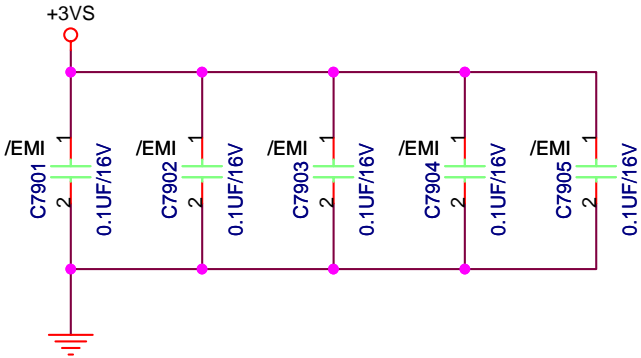 +3VS
/EMI
C7901
1
2
0.1UF/16V
/EMI
C7902
1
2
0.1UF/16V
/EMI
C7903
1
2
0.1UF/16V
/EMI
C7904
1
2
0.1UF/16V
/EMI
C7905
1
2
0.1UF/16V